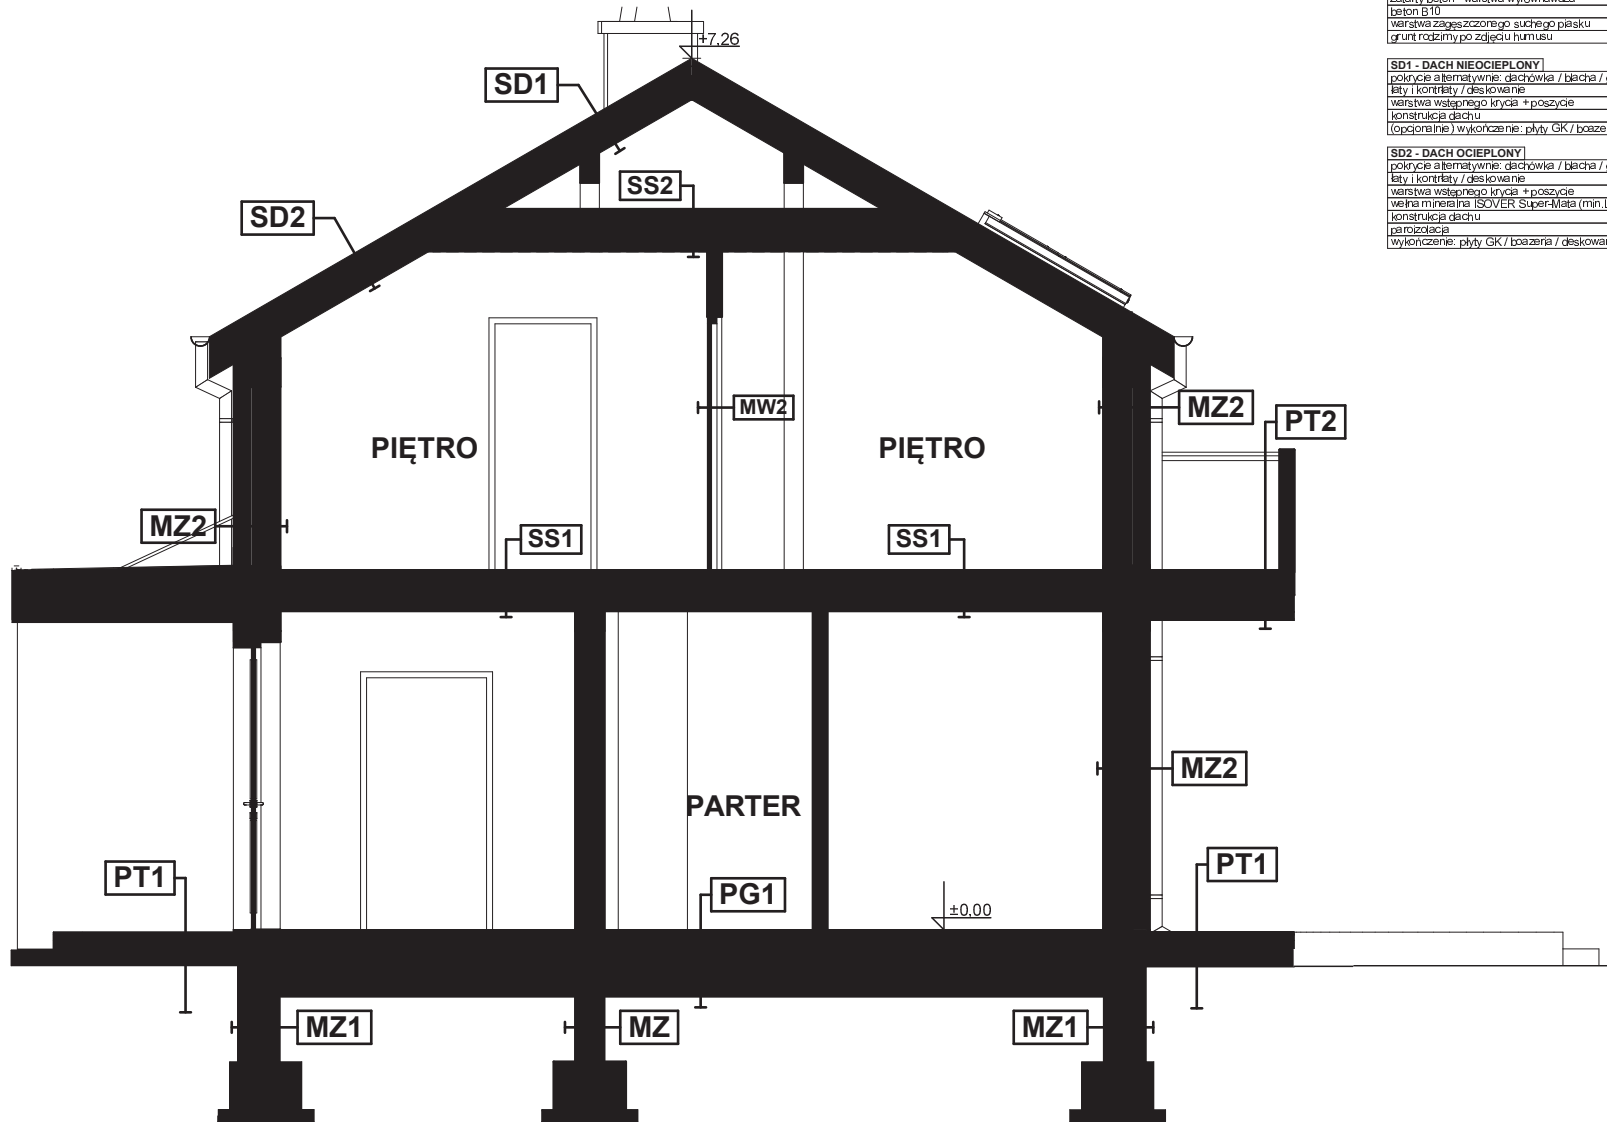 beton B10
warstwa zagęszczonego suchego piasku
grunt rodzimy po zdjęciu humusu
SD1 - DACH NIEOCIEPLONY
pokrycie alternatywnie: dachówka / blacha /
łaty i kontrłaty / deskowanie
warstwa wstępnego krycia + poszycie
konstrukcja dachu
(opcjonalnie) wykończenie: płyty GK /
SD2 - DACH OCIEPLONY
pokrycie alternatywnie: dachówka / blacha /
łaty i kontrłaty / deskowanie
warstwa wstępnego krycia + poszycie
wełna mineralna ISOVER Super-Mata (min.
konstrukcja dachu
paroizolacja
wykończenie: płyty GK / boazeria /
+7,26
SD1
SS2
SD2
MW2
MZ2
PT2
PIĘTRO
PIĘTRO
MZ2
SS1
SS1
MZ2
PARTER
PT1
PG1
PT1
±0,00
MZ1
MZ
MZ1